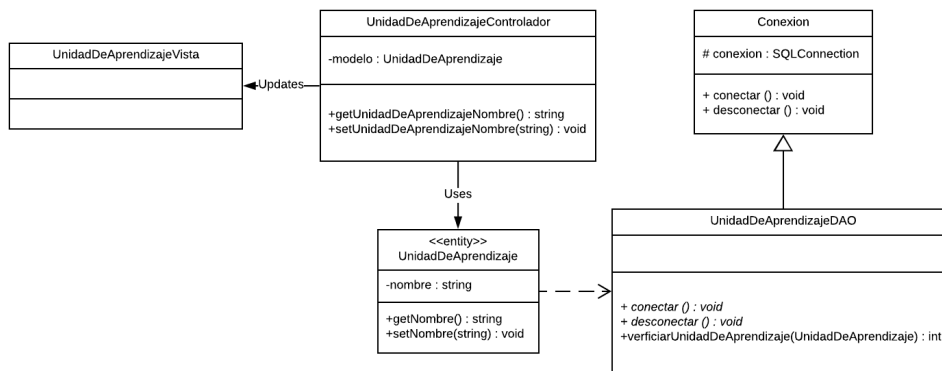 UnidadDeAprendizajeVista
Updates
UnidadDeAprendizajeControlador
-modelo : UnidadDeAprendizaje
+getUnidadDeAprendizajeNombre() : string
+setUnidadDeAprendizajeNombre(string) : void
Uses
<<entity>>
UnidadDeAprendizaje
-nombre : string
+getNombre() : string
+setNombre(string) : void
Conexion
# conexion : SQLConnection
+ conectar () : void
+ desconectar () : void
UnidadDeAprendizajeDAO
+ conectar () : void
+ desconectar () : void
+verficiarUnidadDeAprendizaje(UnidadDeAprendizaje) : int